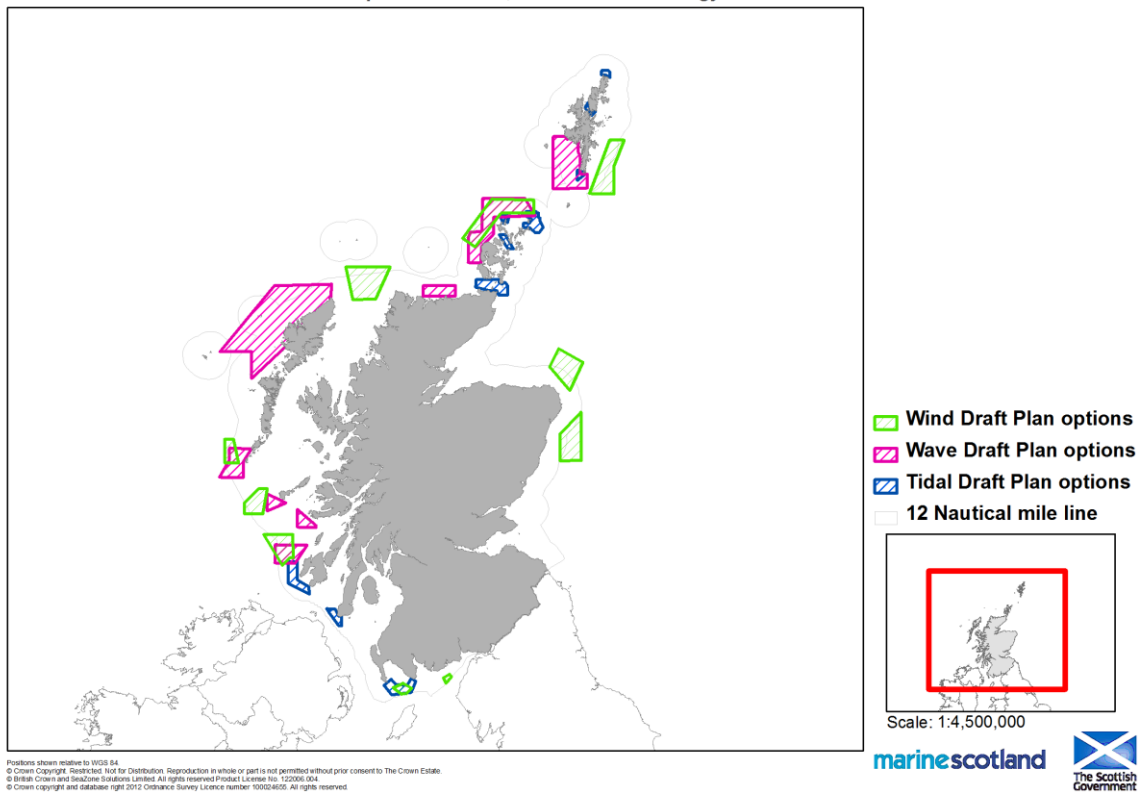 Wind Draft Plan options
Wave Draft Plan options
Tidal Draft Plan options
12 Nautical mile line
Scale: 1:4,500,000
marinescotland
The Scottish
Government
Positions shown relative to WGS 84.
© Crown Copyright. Restricted. Not for Distribution. Reproduction in whole or part is not permitted without prior consent to The Crown Estate.
© British Crown and SeaZone Solutions Limited. All rights reserved Product License No. 122006.004.
© Crown copyright and database right 2012 Ordnance Survey Licence number 100024655. All rights reserved.